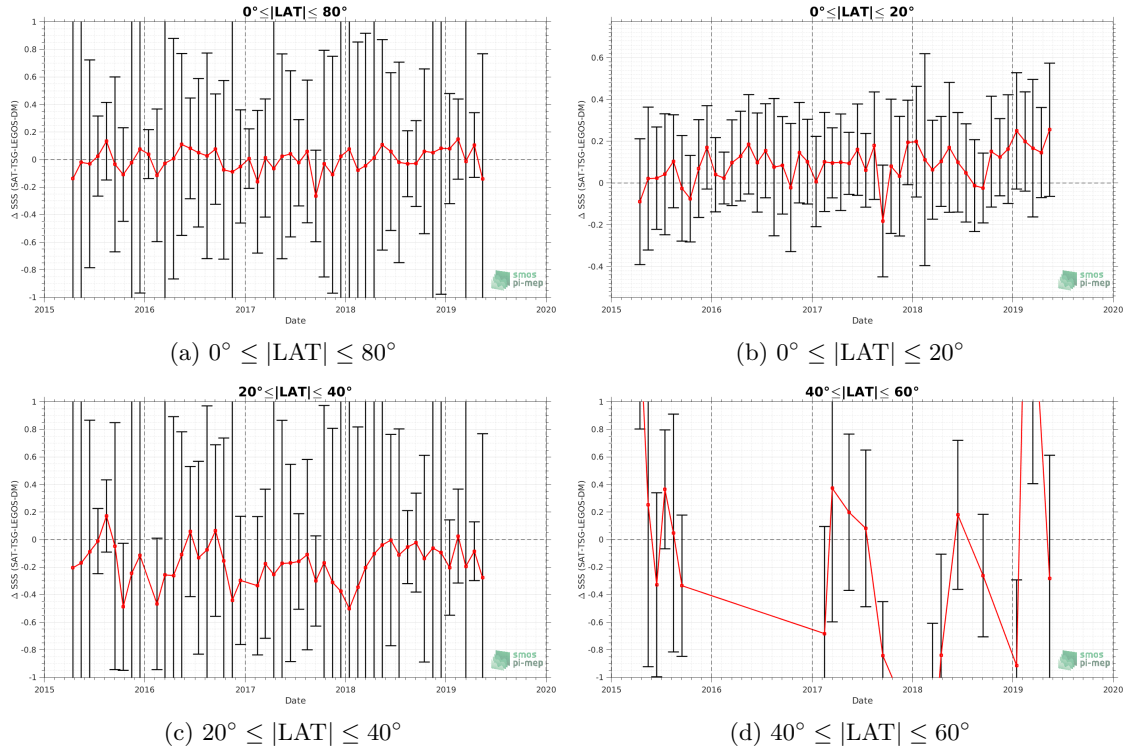 0°≤|LAT|≤ 80°
Δ SSS (SAT-TSG-LEGOS-DM)
1
0.8
0.6
0.4
0.2
0
-0.2
-0.4
-0.6
-0.8
-1
2015 2016 2017 2018 2019 2020
Date
smos
pi-mep
(a) 0° ≤ |LAT| ≤ 80°
0°≤|LAT|≤ 20°
Δ SSS (SAT-TSG-LEGOS-DM)
0.6
0.4
0.2
0
-0.2
-0.4
2015 2016 2017 2018 2019 2020
Date
smos
pi-mep
(b) 0° ≤ |LAT| ≤ 20°
20°≤|LAT|≤ 40°
Δ SSS (SAT-TSG-LEGOS-DM)
1
0.8
0.6
0.4
0.2
0
-0.2
-0.4
-0.6
-0.8
-1
2015 2016 2017 2018 2019 2020
Date
smos
pi-mep
(c) 20° ≤ |LAT| ≤ 40°
40°≤|LAT|≤ 60°
Δ SSS (SAT-TSG-LEGOS-DM)
1
0.8
0.6
0.4
0.2
0
-0.2
-0.4
-0.6
-0.8
-1
2015 2016 2017 2018 2019 2020
Date
smos
pi-mep
(d) 40° ≤ |LAT| ≤ 60°